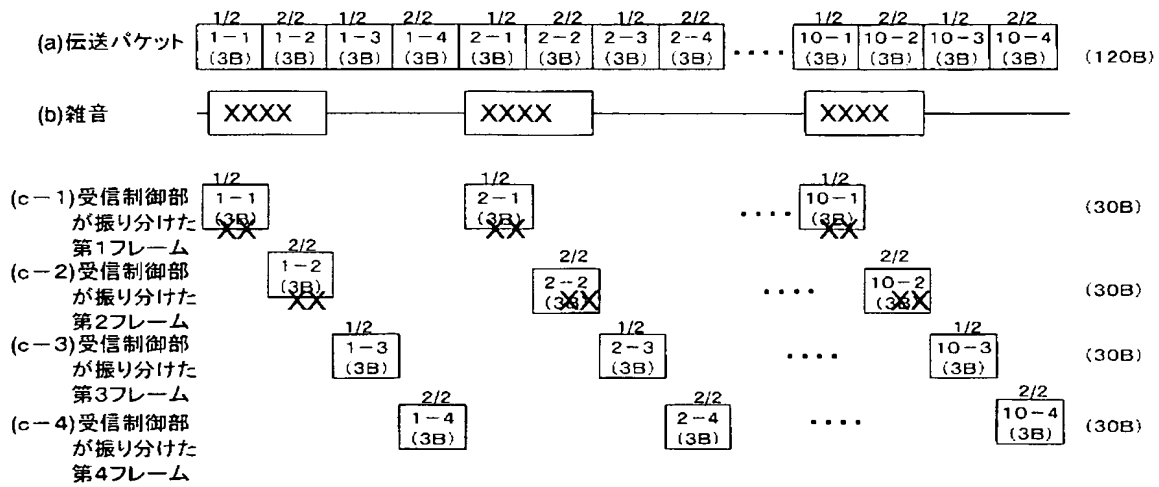 1/2 2/2 1/2 2/2 1/2 2/2 1/2 2/2 1/2 2/2 1/2 2/2
(a)伝送パケット 1-1 1-2 1-3 1-4 2-1 2-2 2-3 2-4 ・・・・ 10-1 10-2 10-3 10-4
(3B) (3B) (3B) (3B) (3B) (3B) (3B) (3B) (3B) (3B) (3B) (3B) (120B)
(b)雑音 XXXX XXXX XXXX
1/2 1/2 1/2
(c-1)受信制御部 1-1 2-1 10-1
が振り分けた (3B) (3B) ・・・・ (3B) (30B)
第1フレーム XX XX XX
2/2 2/2 2/2
(c-2)受信制御部 1-2 2-2 10-2
が振り分けた (3B) (3B) ・・・・ (3B) (30B)
第2フレーム XX XX XX
1/2 1/2 1/2
(c-3)受信制御部 1-3 2-3 10-3
が振り分けた (3B) (3B) ・・・・ (3B) (30B)
第3フレーム
2/2 2/2 2/2
(c-4)受信制御部 1-4 2-4 10-4
が振り分けた (3B) (3B) ・・・・ (3B) (30B)
第4フレーム